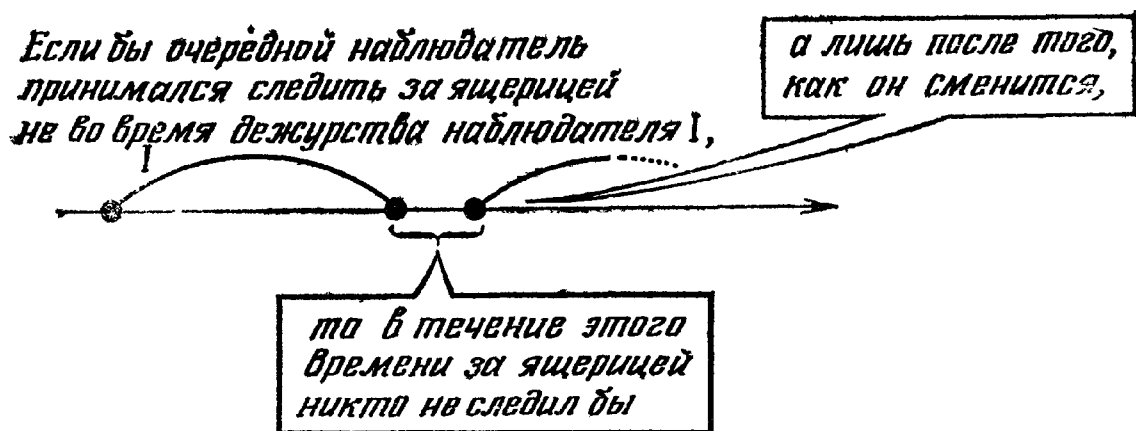 Если бы очередной наблюдатель
принимался следить за ящерицей
не во время дежурства наблюдателя I,
а лишь после того,
как он сменится,
I
то в течение этого
времени за ящерицей
никто не следил бы